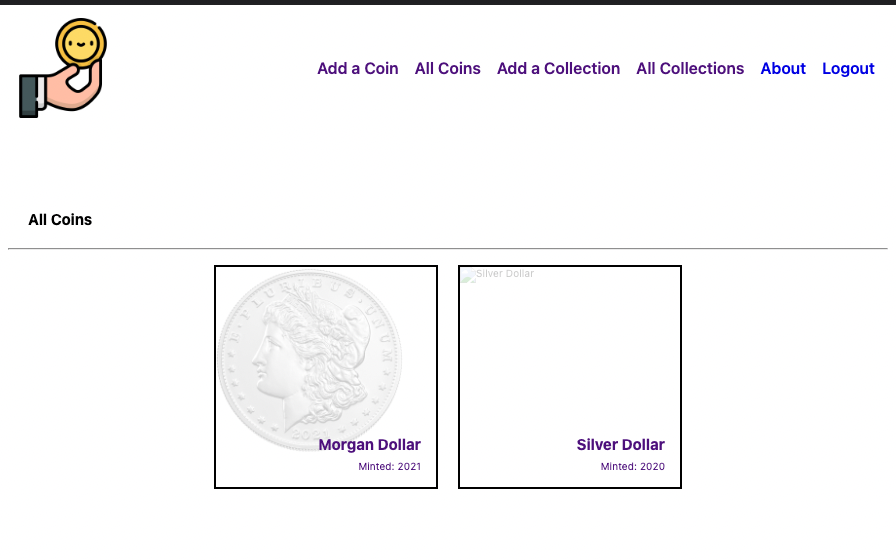 Add a Coin All Coins Add a Collection All Collections About Logout
All Coins
E · PLURIBUS · UNUM
2021
Morgan Dollar
Minted: 2021
Silver Dollar
Silver Dollar
Minted: 2020